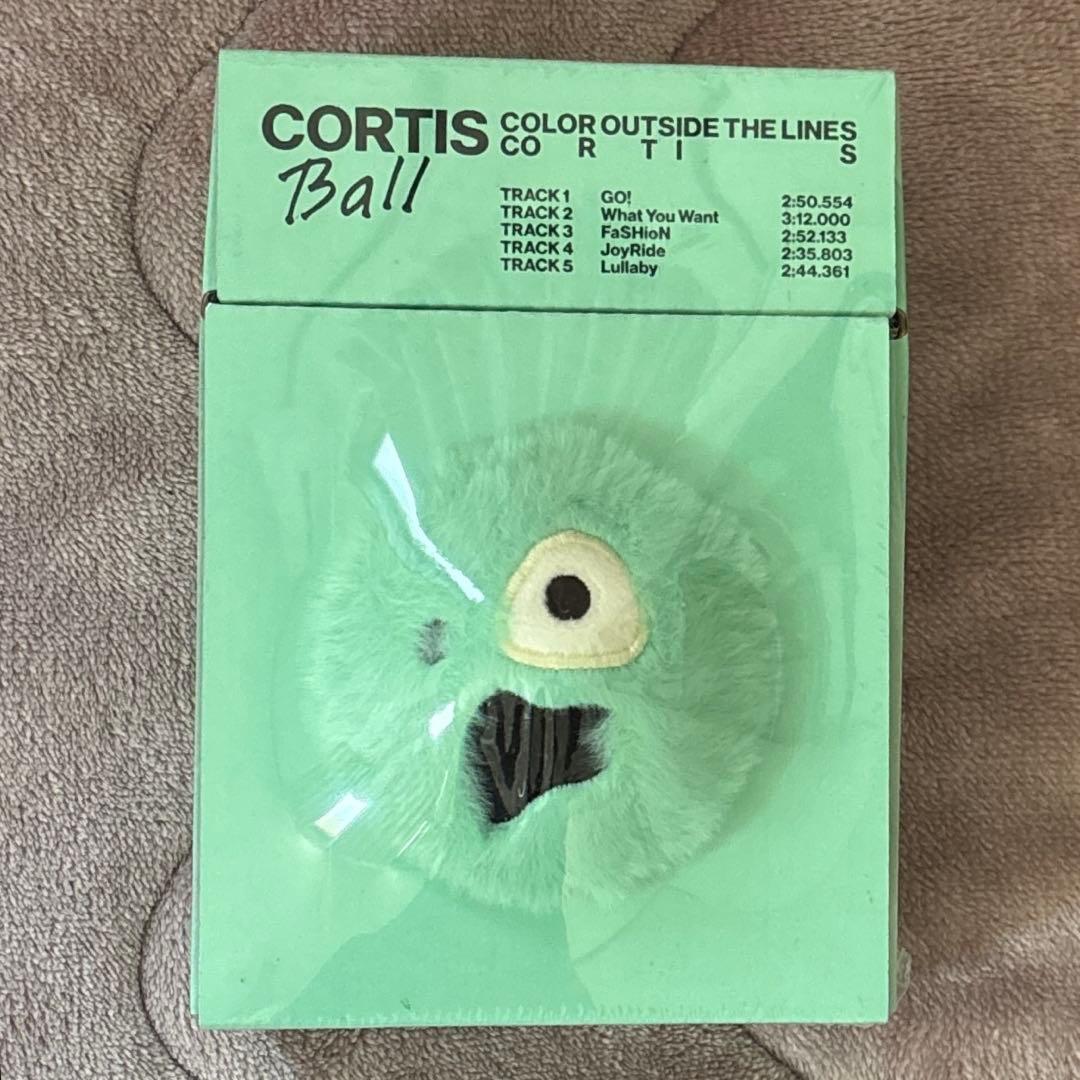 CORTIS
Ball
COLOR OUTSIDE THE LINES
CO R T I S
TRACK 1 GO! 2:50.554
TRACK 2 What You Want 3:12.000
TRACK 3 FaSHioN 2:52.133
TRACK 4 JoyRide 2:35.803
TRACK 5 Lullaby 2:44.361